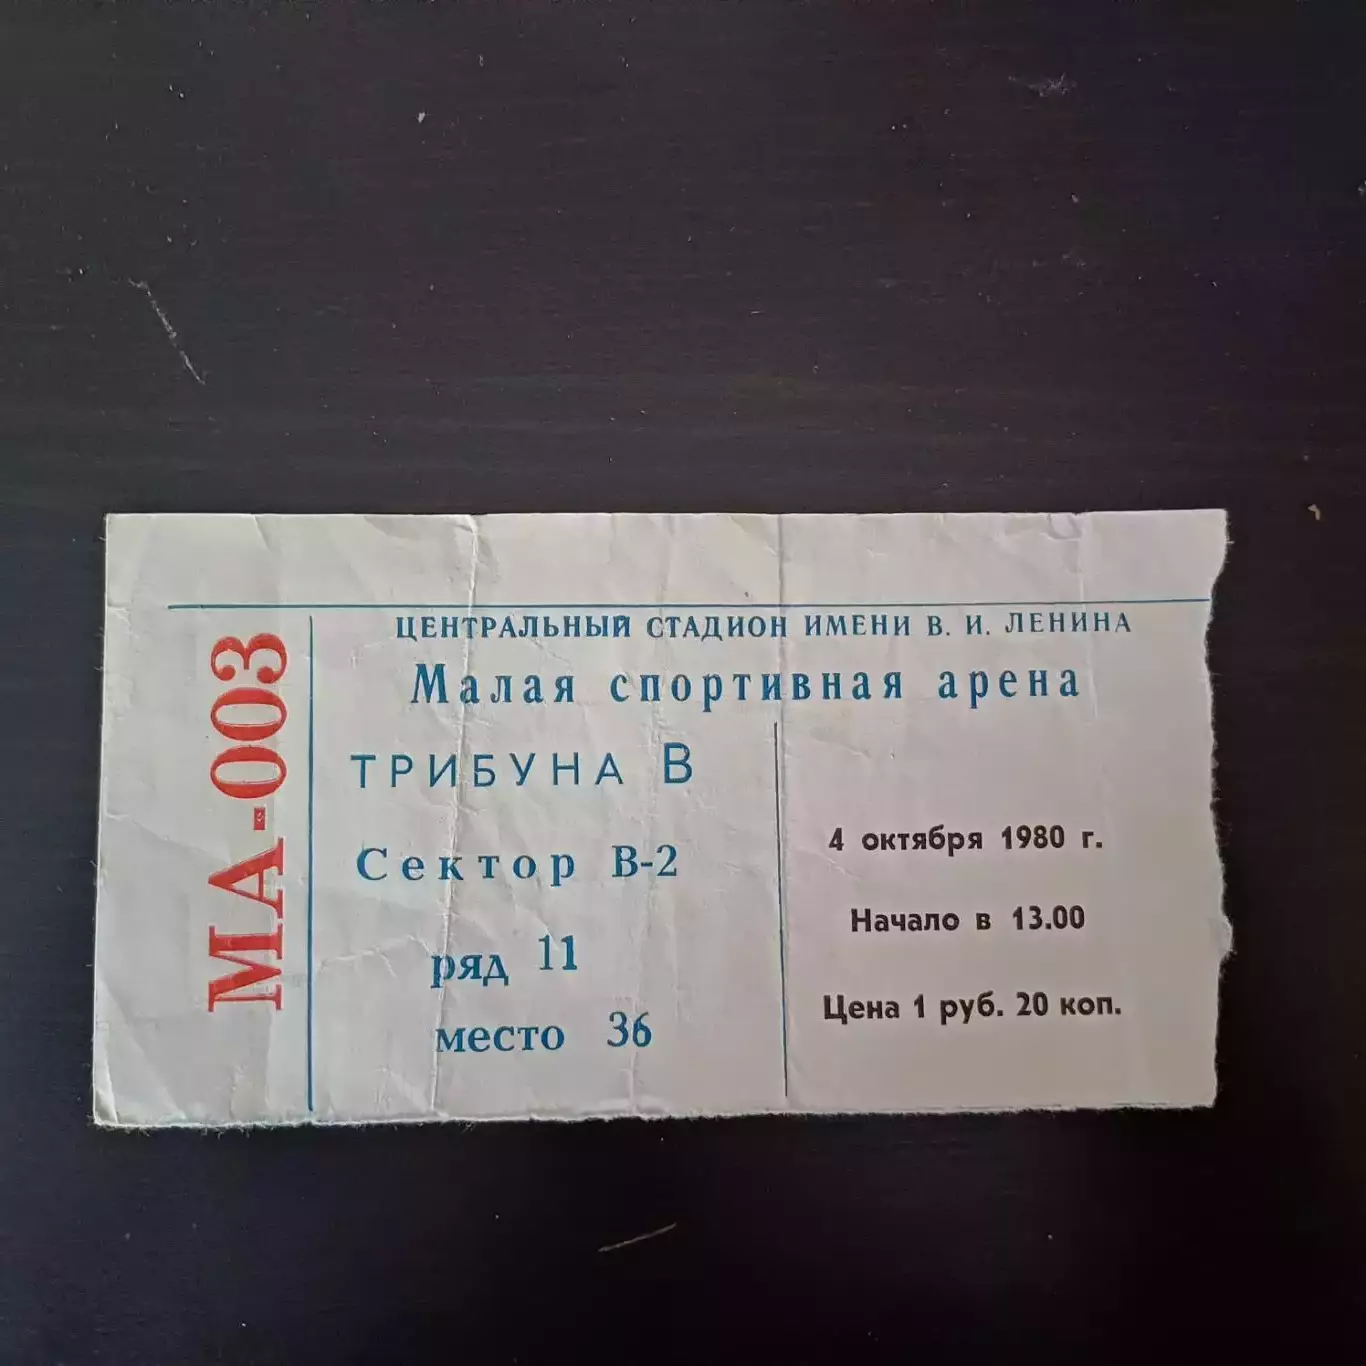 МА-003
ЦЕНТРАЛЬНЫЙ СТАДИОН ИМЕНИ В. И. ЛЕНИНА
Малая спортивная арена
ТРИБУНА В
Сектор В-2
ряд 11
место 36
4 октября 1980 г.
Начало в 13.00
Цена 1 руб. 20 коп.